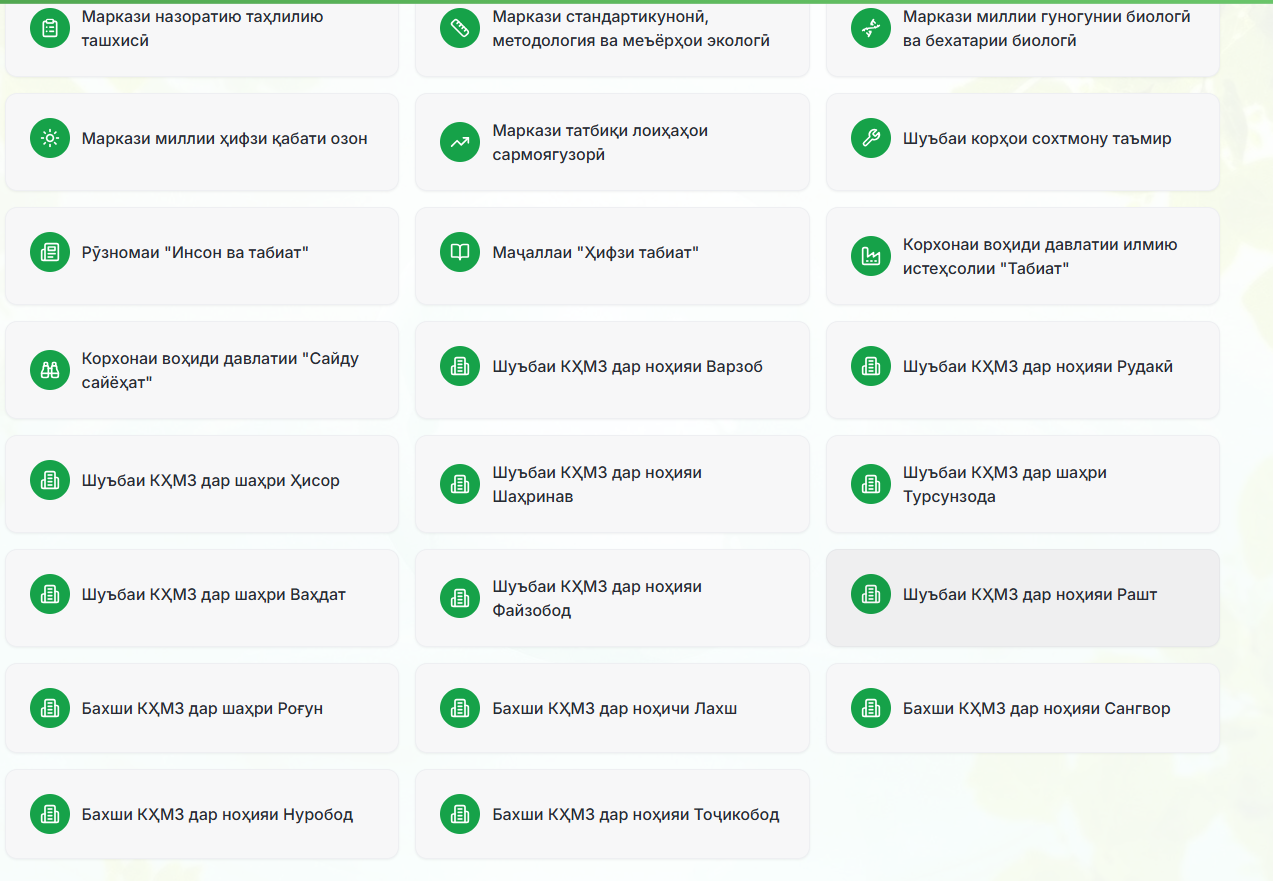 Маркази назоратию таҳлилию
ташхисӣ
Маркази стандартикунонӣ,
методология ва меъёрҳои экологӣ
Маркази миллии гуногунии биологӣ
ва бехатарии биологӣ
Маркази миллии ҳифзи қабати озон
Маркази татбиқи лоиҳаҳои
сармоягузорӣ
Шуъбаи корҳои сохтмону таъмир
Рӯзномаи "Инсон ва табиат"
Маҷаллаи "Ҳифзи табиат"
Корхонаи воҳиди давлатии илмию
истеҳсолии "Табиат"
Корхонаи воҳиди давлатии "Сайду
сайёҳат"
Шуъбаи КҲМЗ дар ноҳияи Варзоб
Шуъбаи КҲМЗ дар ноҳияи Рудакӣ
Шуъбаи КҲМЗ дар шаҳри Ҳисор
Шуъбаи КҲМЗ дар ноҳияи
Шаҳринав
Шуъбаи КҲМЗ дар шаҳри
Турсунзода
Шуъбаи КҲМЗ дар шаҳри Ваҳдат
Шуъбаи КҲМЗ дар ноҳияи
Файзобод
Шуъбаи КҲМЗ дар ноҳияи Рашт
Бахши КҲМЗ дар шаҳри Роғун
Бахши КҲМЗ дар ноҳичи Лахш
Бахши КҲМЗ дар ноҳияи Сангвор
Бахши КҲМЗ дар ноҳияи Нуробод
Бахши КҲМЗ дар ноҳияи Тоҷикобод